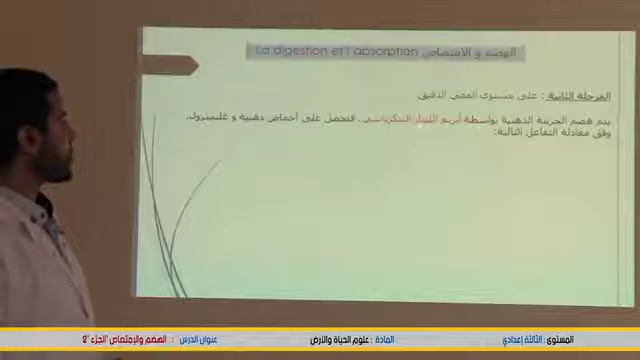 الهضم و الامتصاص La digestion et l'absorption
المرحلة الثانية : على مستوى المعي الدقيق
يتم هضم الجزيئة الدهنية بواسطة أنزيم الليباز البنكرياسي ، فنحصل على أحماض دهنية و غليسرول، وفق معادلة التفاعل التالية:
المستوى : الثالثة إعدادي
المادة : علوم الحياة والأرض
عنوان الدرس : الهضم والإمتصاص "الجزء 2"